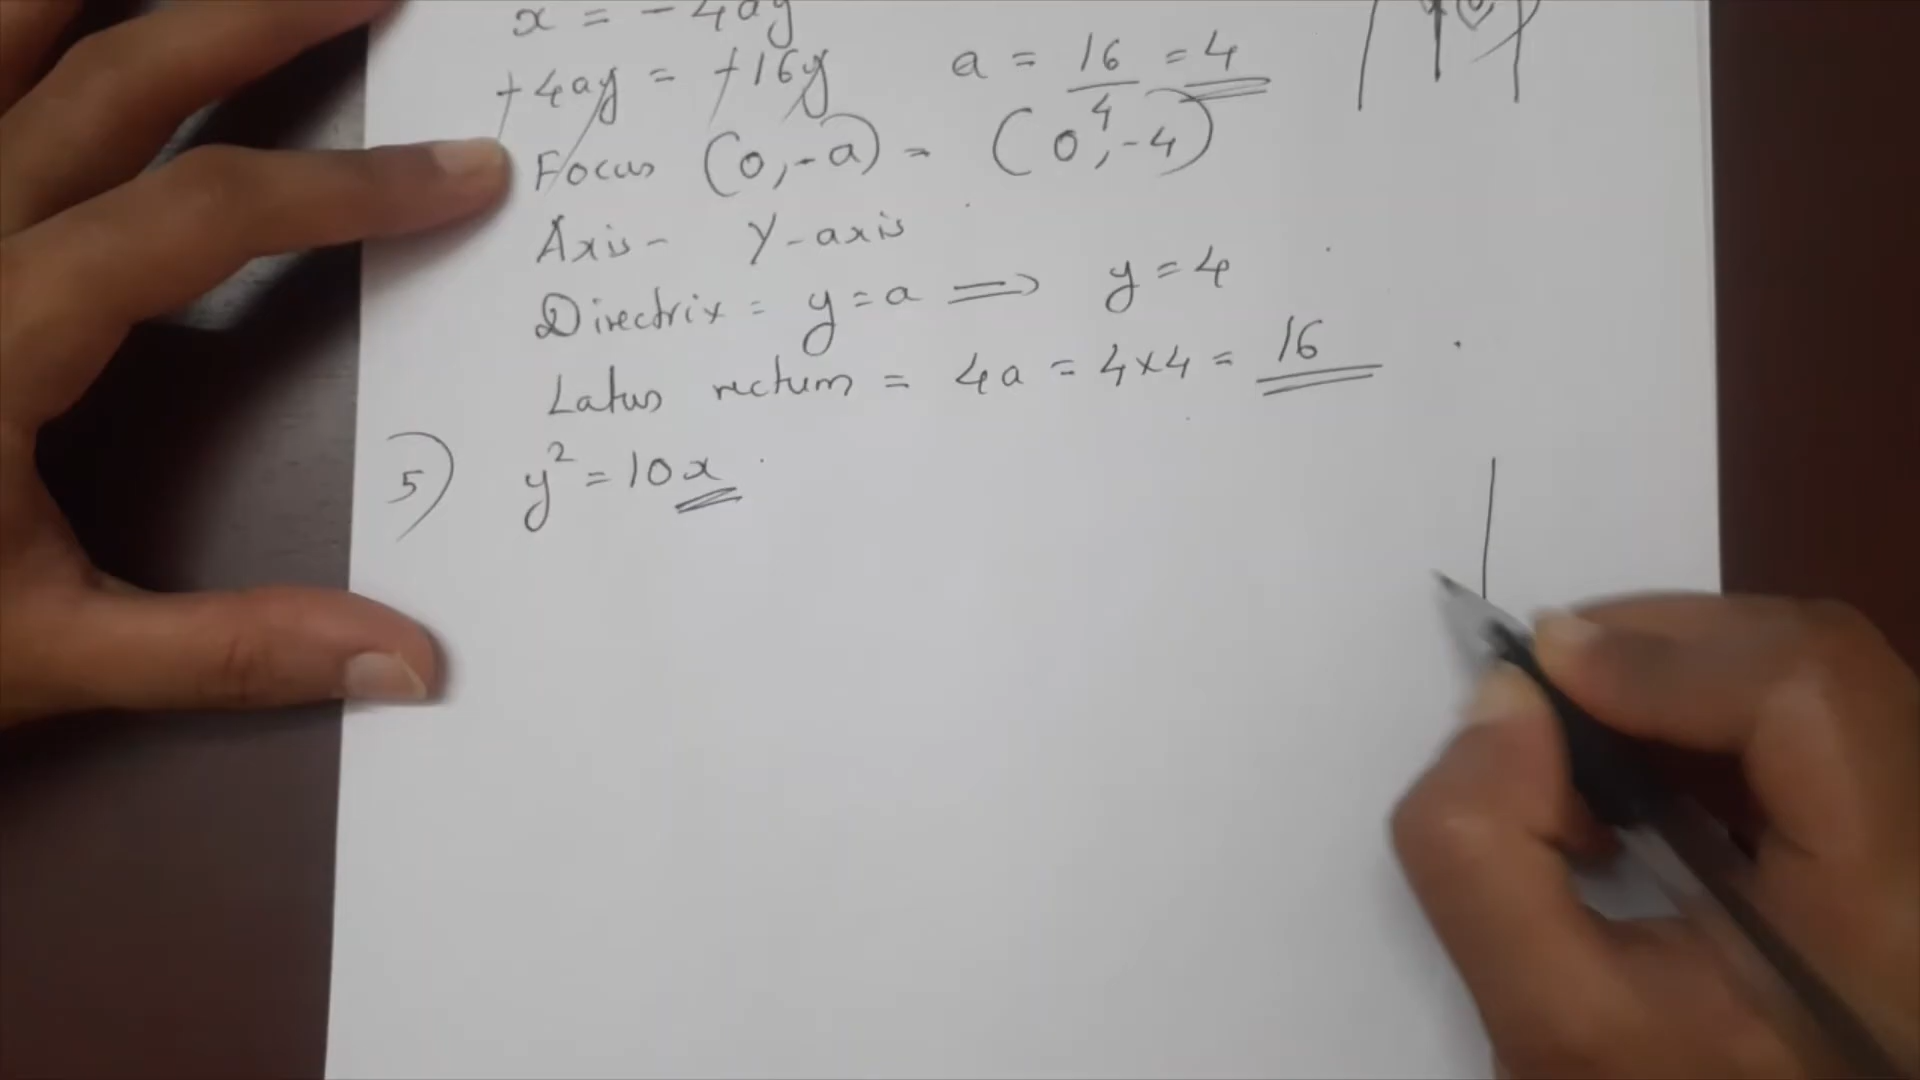 x = - 4ay
+4ay = +16y a = 16/4 = 4
Focus (0,-a) = (0,-4)
Axis - Y-axis
Directrix = y = a ⟹ y = 4
Latus rectum = 4a = 4×4 = 16
5) y² = 10x